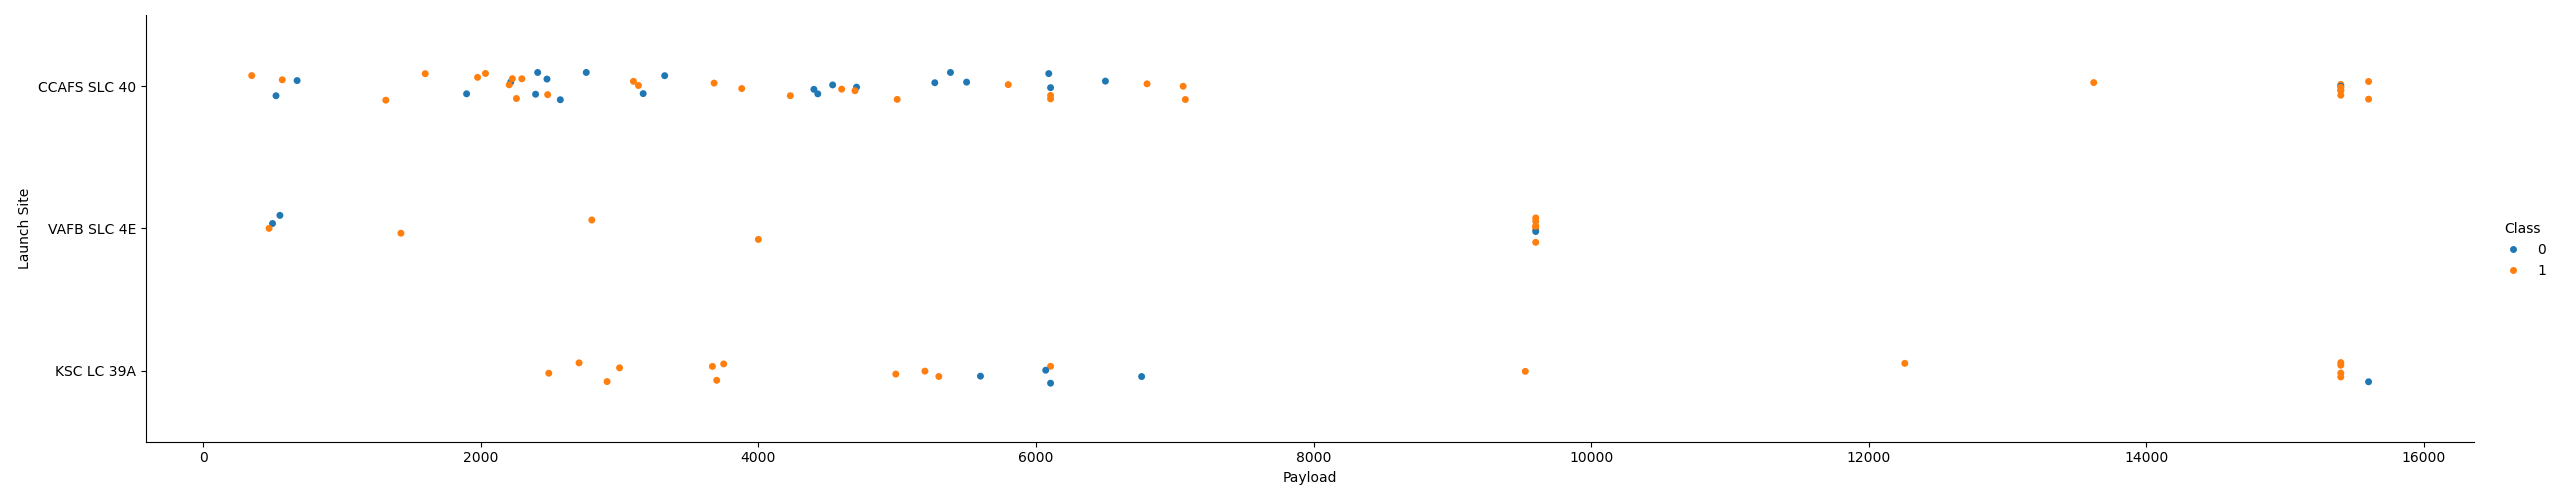 CCAFS SLC 40
VAFB SLC 4E
KSC LC 39A
Launch Site
0 2000 4000 6000 8000 10000 12000 14000 16000
Payload
Class
0
1